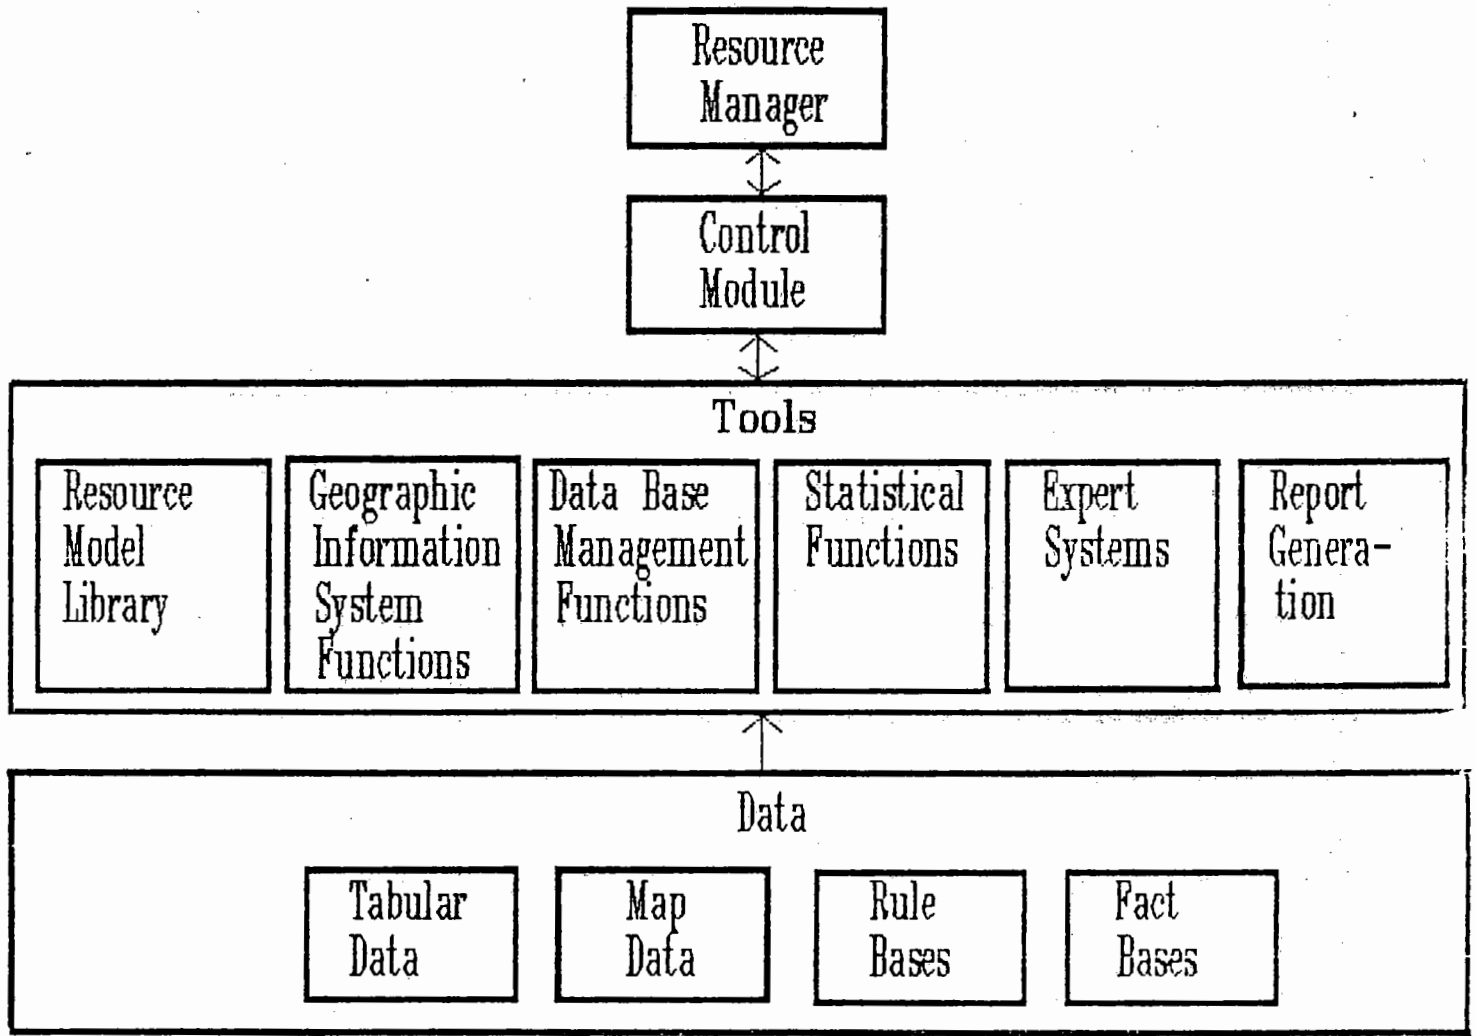 Resource
Manager
Control
Module
Tools
Resource
Model
Library
Geographic
Information
System
Functions
Data Base
Management
Functions
Statistical
Functions
Expert
Systems
Report
Genera-
tion
Data
Tabular
Data
Map
Data
Rule
Bases
Fact
Bases